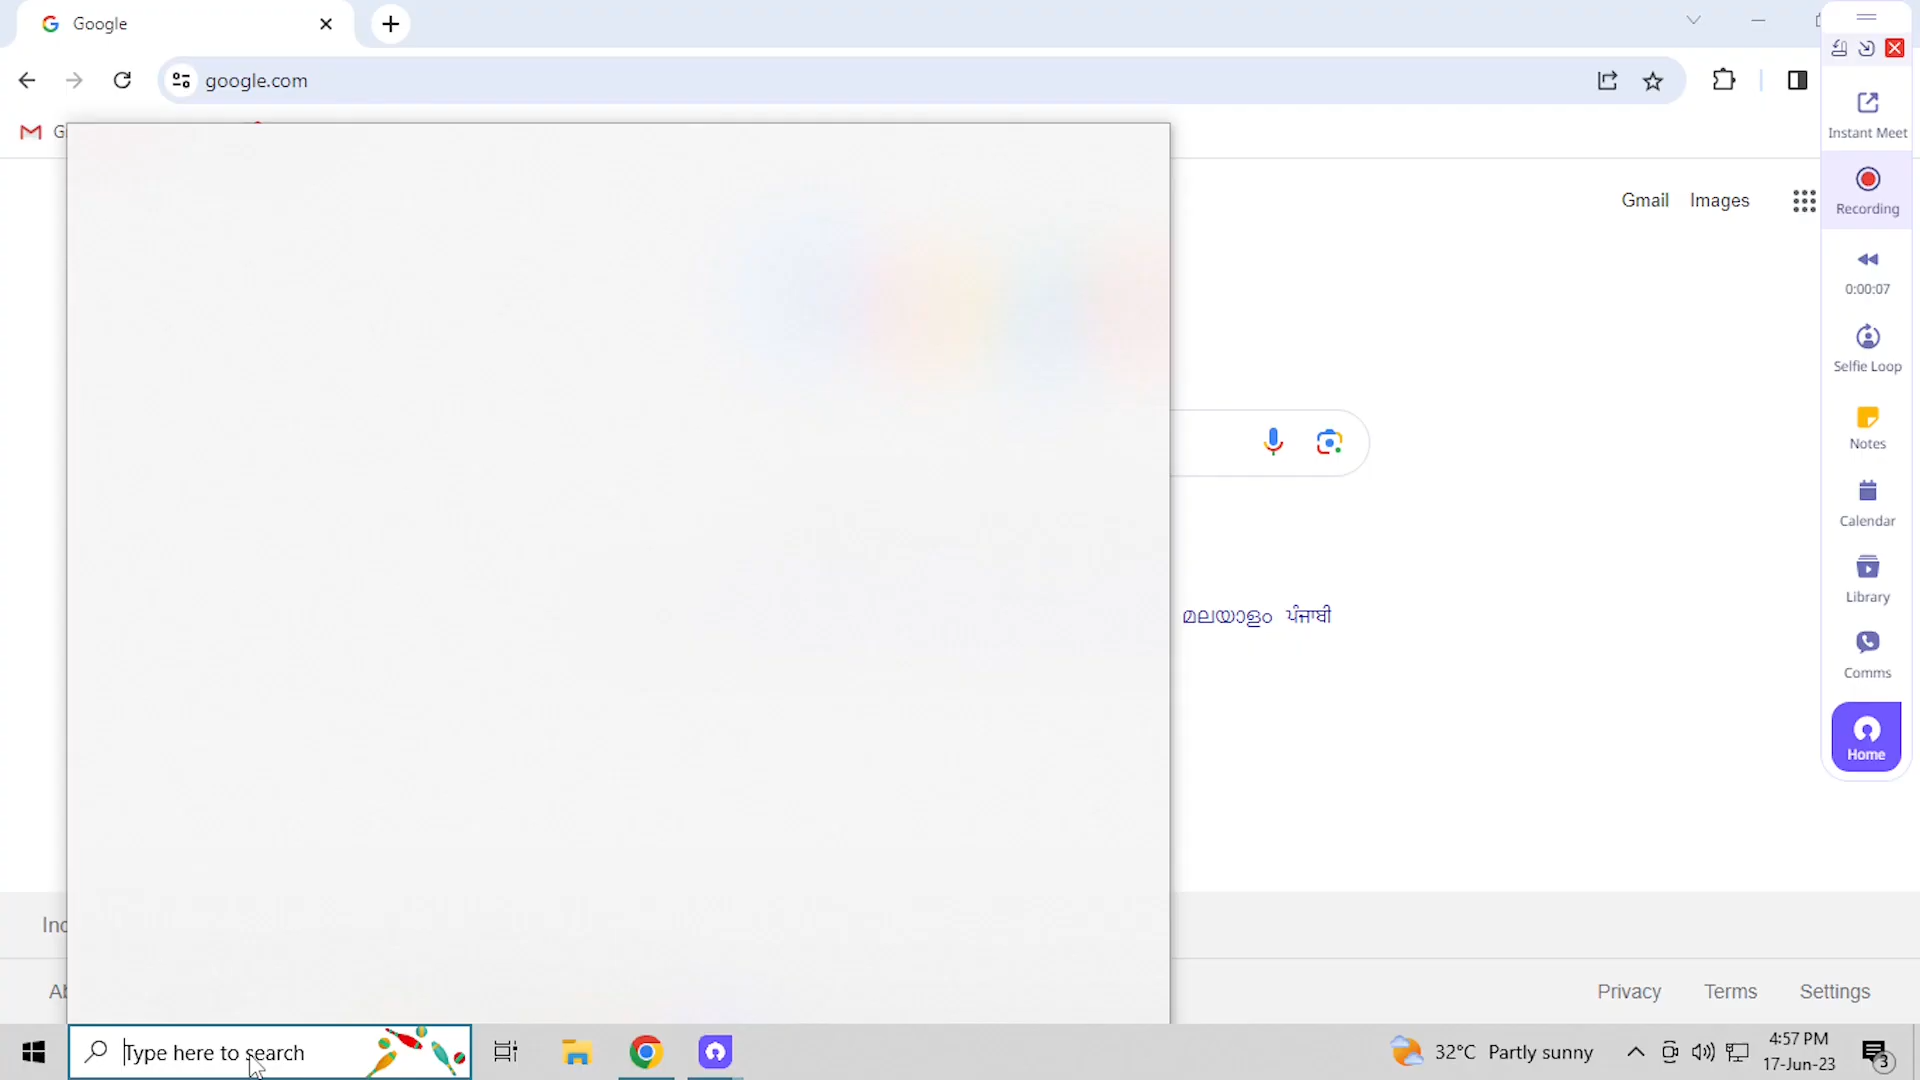 Google
google.com
G
Gmail Images
Instant Meet
Recording
0:00:07
Selfie Loop
Notes
Calendar
Library
Comms
Home
മലയാളം ਪੰਜਾਬੀ
Inc
Ab
Privacy Terms Settings
Type here to search
32°C Partly sunny
4:57 PM
17-Jun-23
3